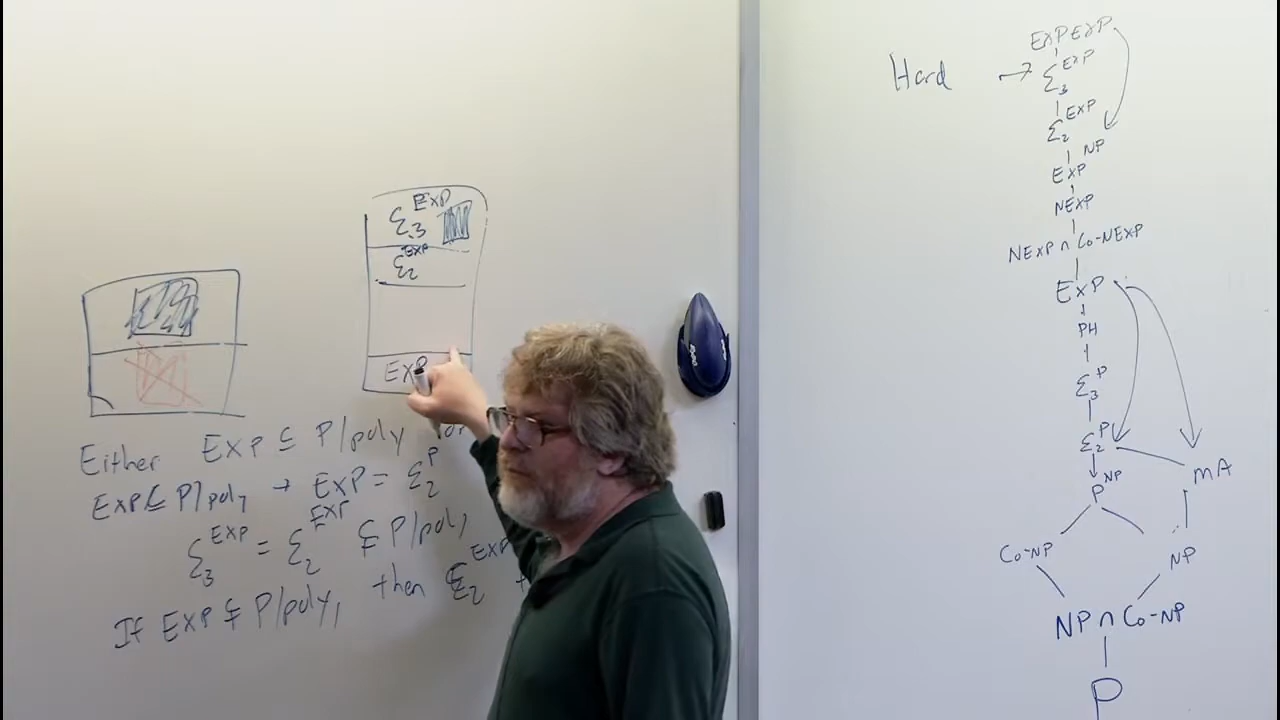 Σ₃^EXP
Σ₂^EXP
EXP
Either EXP ⊆ P/poly or
EXP ⊆ P/poly → EXP = Σ₂^P
Σ₃^EXP = Σ₂^EXP ⊈ P/poly
If EXP ⊈ P/poly, then Σ₂^EXP
Hard →
EXPEXP
Σ₃^EXP
Σ₂^EXP
EXP^NP
NEXP
NEXP ∩ Co-NEXP
EXP
PH
Σ₃^P
Σ₂^P
MA
P^NP
Co-NP NP
NP ∩ Co-NP
P